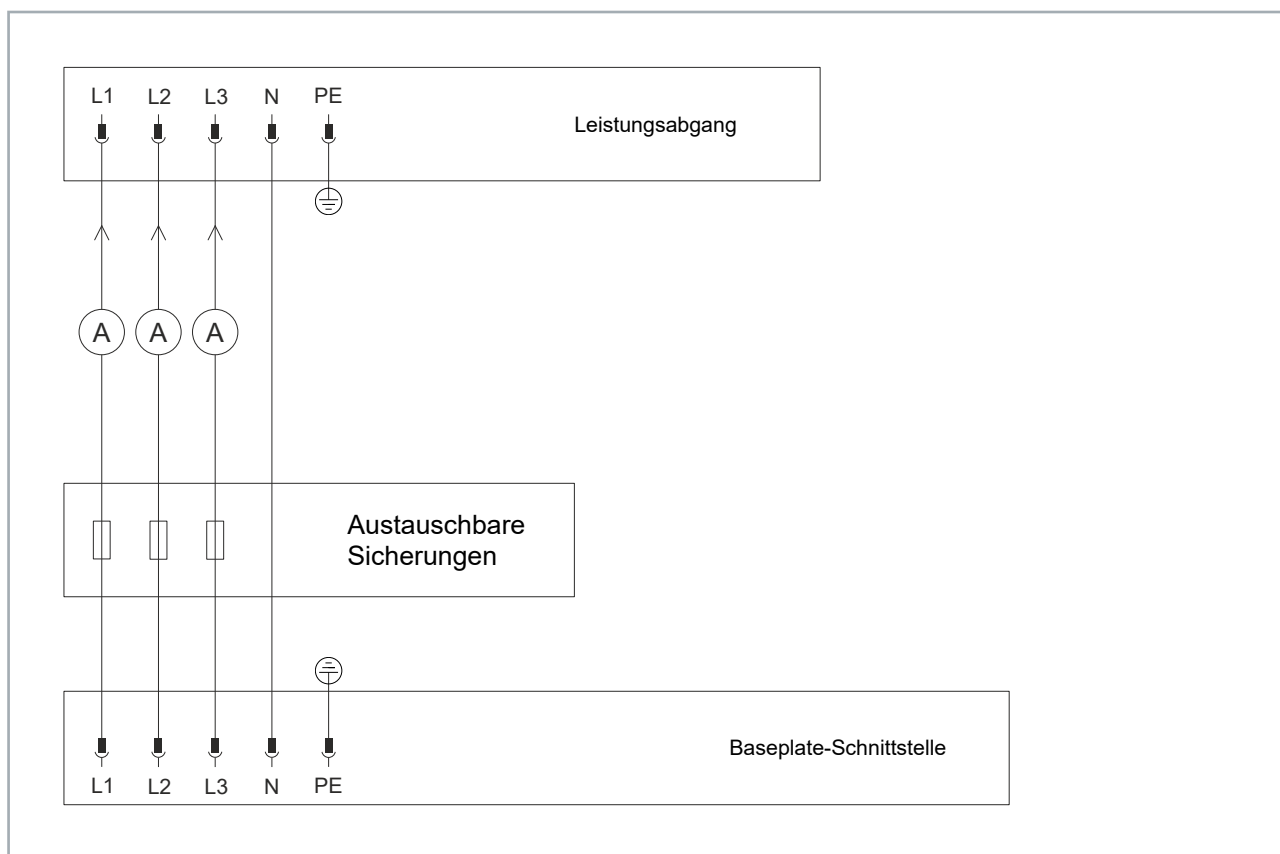 L1 L2 L3 N PE
Leistungsabgang
A A A
Austauschbare
Sicherungen
Baseplate-Schnittstelle
L1 L2 L3 N PE